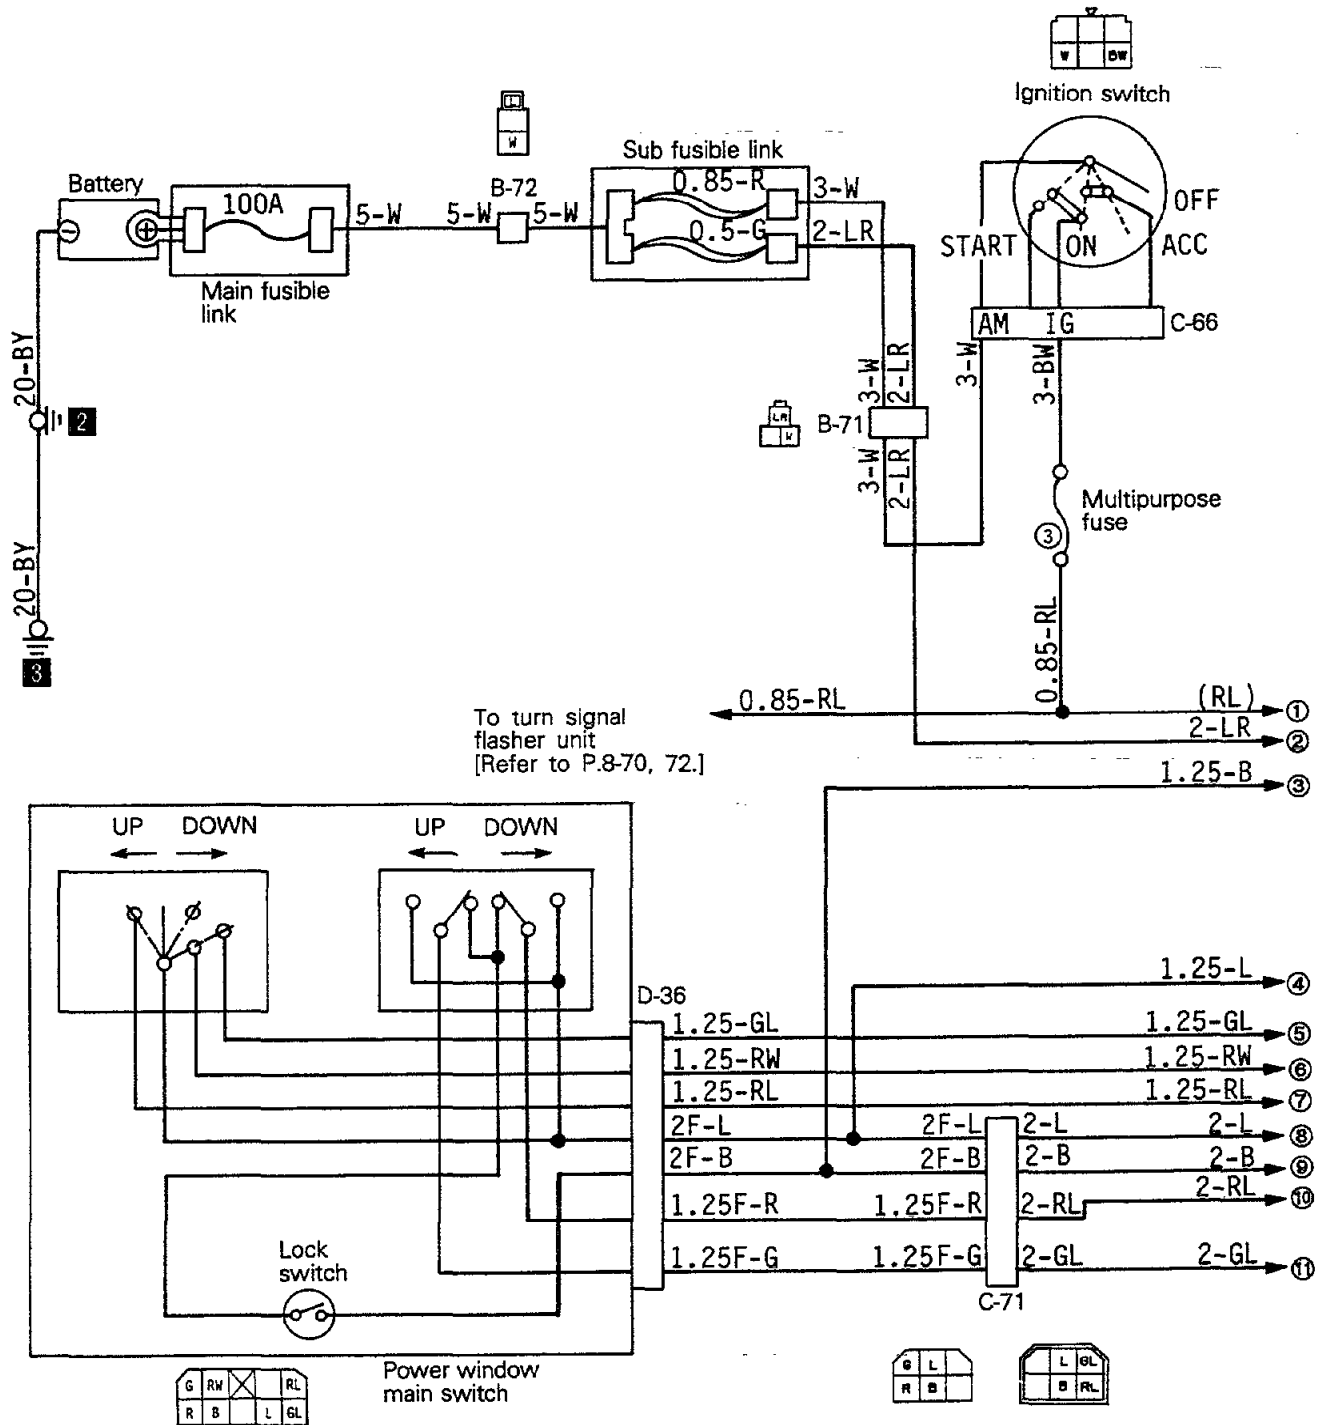 W BW
Ignition switch
L
W
Sub fusible link
Battery
B-72
0.85-R
3-W
100A
5-W
5-W
5-W
OFF
0.5-G
2-LR
START
ON
ACC
Main fusible
link
AM
IG
C-66
20-BY
3-W
2-LR
3-W
3-BW
2
LR
W
B-71
3-W
2-LR
Multipurpose
fuse
3
20-BY
0.85-RL
3
0.85-RL
(RL)
1
To turn signal
flasher unit
[Refer to P.8-70, 72.]
2-LR
2
1.25-B
3
UP DOWN
UP DOWN
1.25-L
4
D-36
1.25-GL
1.25-GL
5
1.25-RW
1.25-RW
6
1.25-RL
1.25-RL
7
2F-L
2F-L
2-L
2-L
8
2F-B
2F-B
2-B
2-B
9
2-RL
10
1.25F-R
1.25F-R
2-RL
Lock
switch
1.25F-G
1.25F-G
2-GL
2-GL
11
C-71
Power window
main switch
G RW RL
R B L GL
G L
R B
L GL
B RL